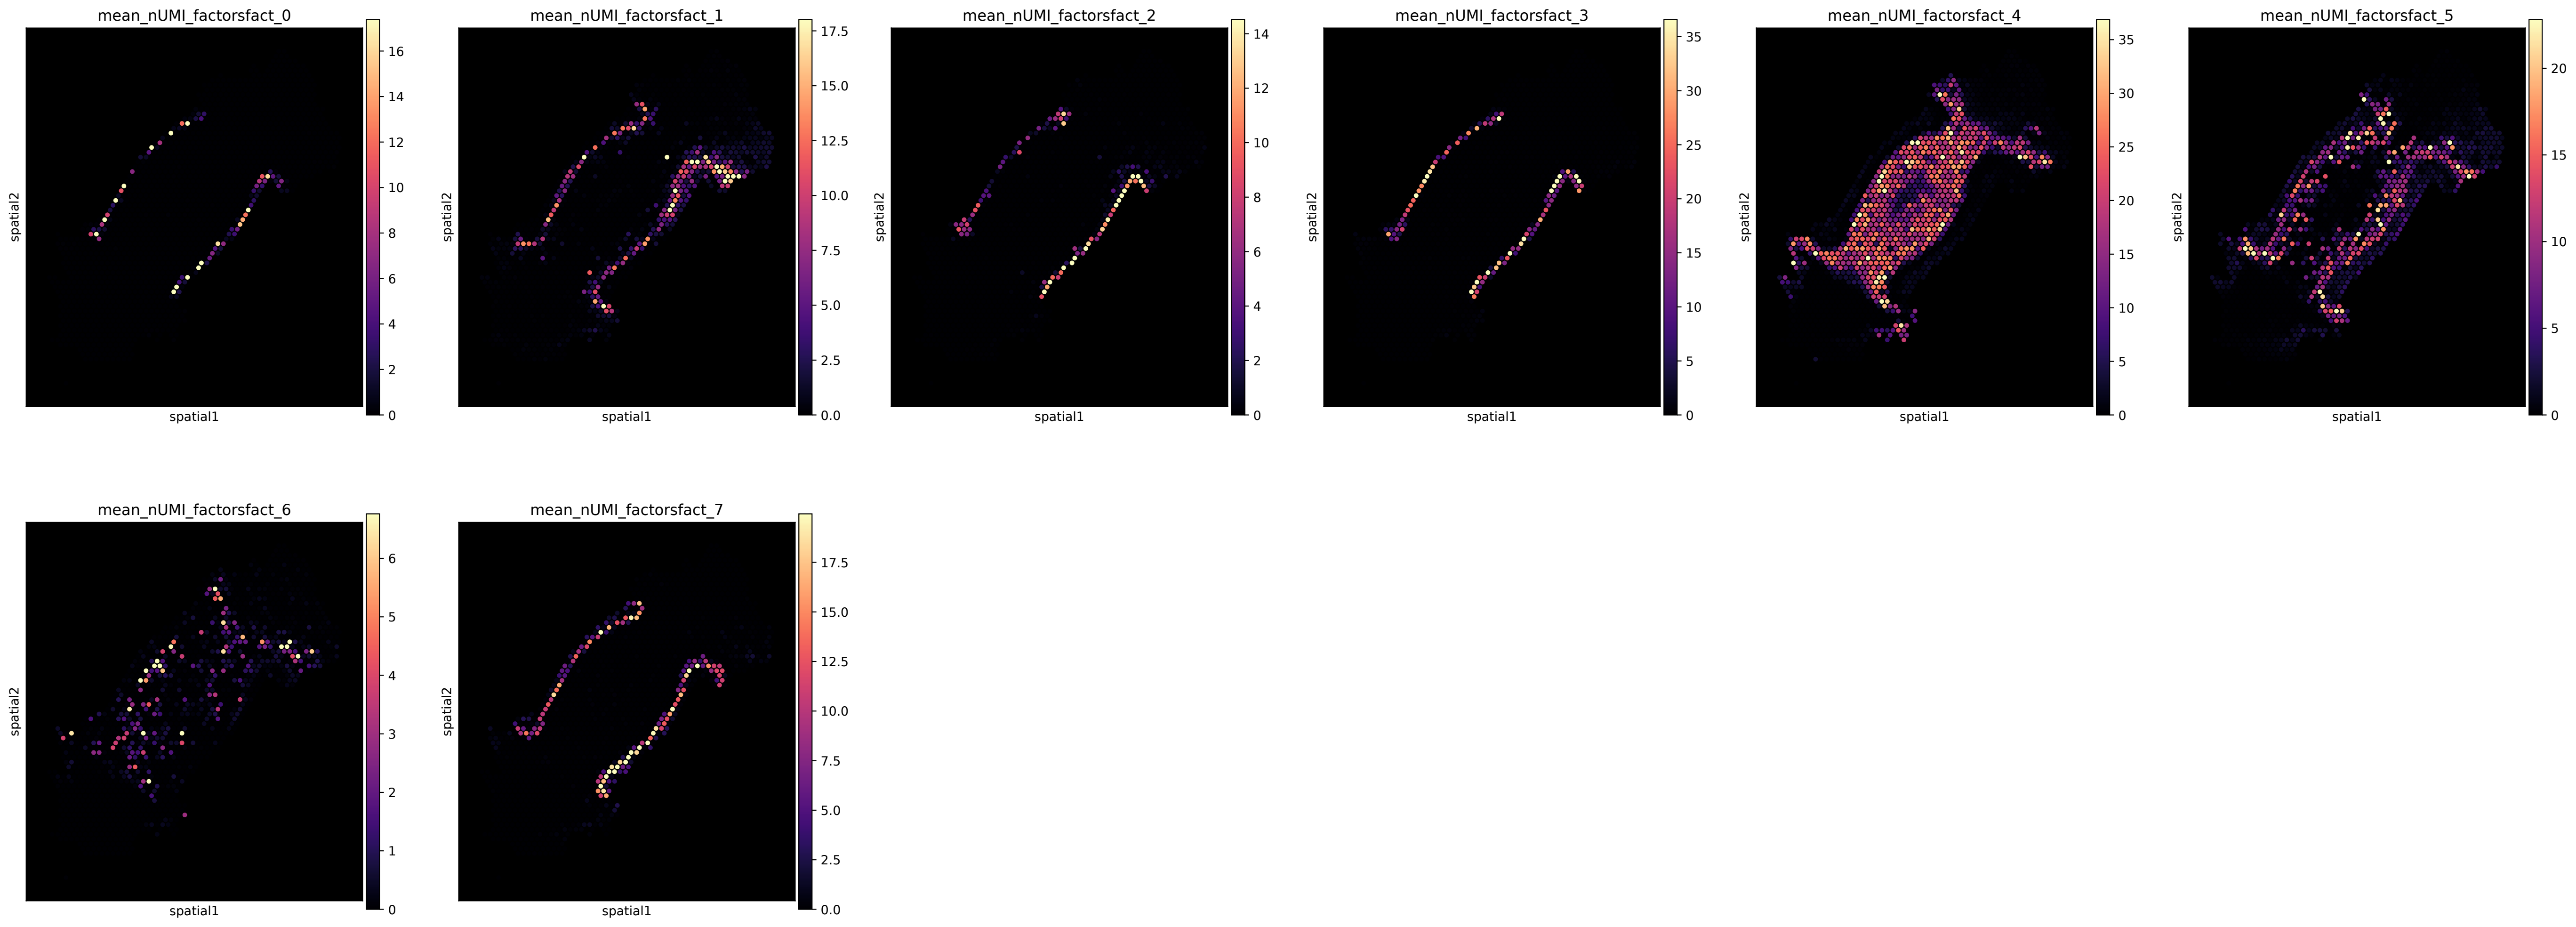 mean_nUMI_factorsfact_0
16
14
12
10
8
6
4
2
0
spatial2
spatial1
mean_nUMI_factorsfact_1
17.5
15.0
12.5
10.0
7.5
5.0
2.5
0.0
spatial2
spatial1
mean_nUMI_factorsfact_2
14
12
10
8
6
4
2
0
spatial2
spatial1
mean_nUMI_factorsfact_3
35
30
25
20
15
10
5
0
spatial2
spatial1
mean_nUMI_factorsfact_4
35
30
25
20
15
10
5
0
spatial2
spatial1
mean_nUMI_factorsfact_5
20
15
10
5
0
spatial2
spatial1
mean_nUMI_factorsfact_6
6
5
4
3
2
1
0
spatial2
spatial1
mean_nUMI_factorsfact_7
17.5
15.0
12.5
10.0
7.5
5.0
2.5
0.0
spatial2
spatial1